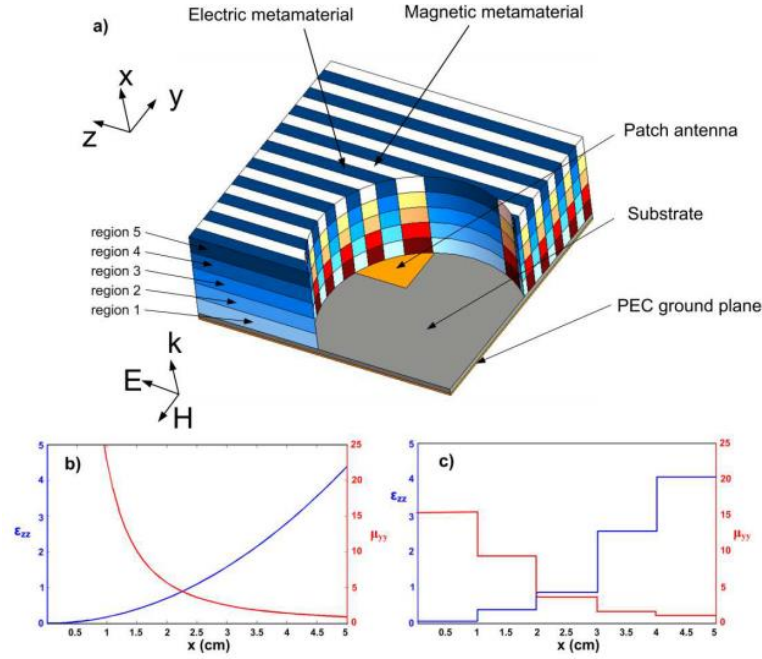 a)
Electric metamaterial
Magnetic metamaterial
x
y
z
Patch antenna
Substrate
region 5
region 4
region 3
region 2
region 1
PEC ground plane
k
E
H
b)
5
4
3
2
1
0
εzz
25
20
15
10
5
0
μyy
0.5 1 1.5 2 2.5 3 3.5 4 4.5 5
x (cm)
c)
5
4
3
2
1
0
εzz
25
20
15
10
5
0
μyy
0.5 1 1.5 2 2.5 3 3.5 4 4.5 5
x (cm)